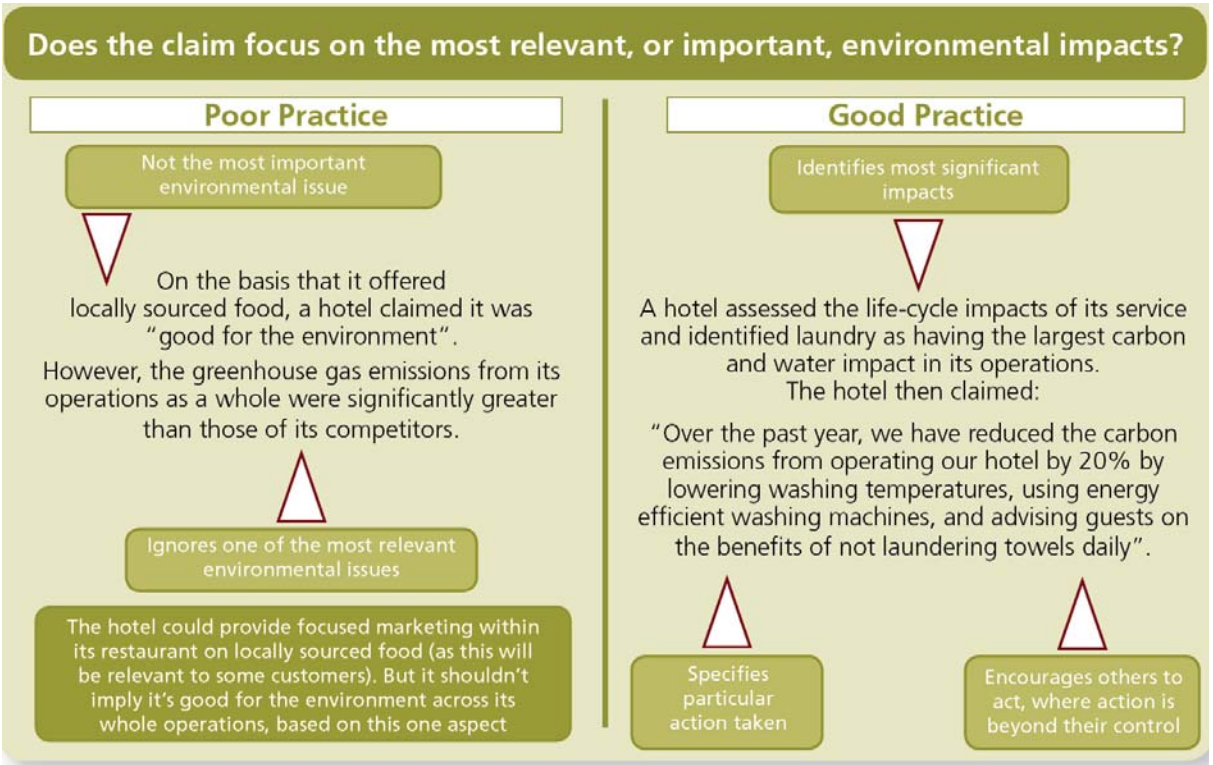 Does the claim focus on the most relevant, or important, environmental impacts?
Poor Practice
Not the most important
environmental issue
On the basis that it offered
locally sourced food, a hotel claimed it was
“good for the environment”.
However, the greenhouse gas emissions from its
operations as a whole were significantly greater
than those of its competitors.
Ignores one of the most relevant
environmental issues
The hotel could provide focused marketing within
its restaurant on locally sourced food (as this will
be relevant to some customers). But it shouldn’t
imply it’s good for the environment across its
whole operations, based on this one aspect
Good Practice
Identifies most significant
impacts
A hotel assessed the life-cycle impacts of its service
and identified laundry as having the largest carbon
and water impact in its operations.
The hotel then claimed:
“Over the past year, we have reduced the carbon
emissions from operating our hotel by 20% by
lowering washing temperatures, using energy
efficient washing machines, and advising guests on
the benefits of not laundering towels daily”.
Specifies
particular
action taken
Encourages others to
act, where action is
beyond their control